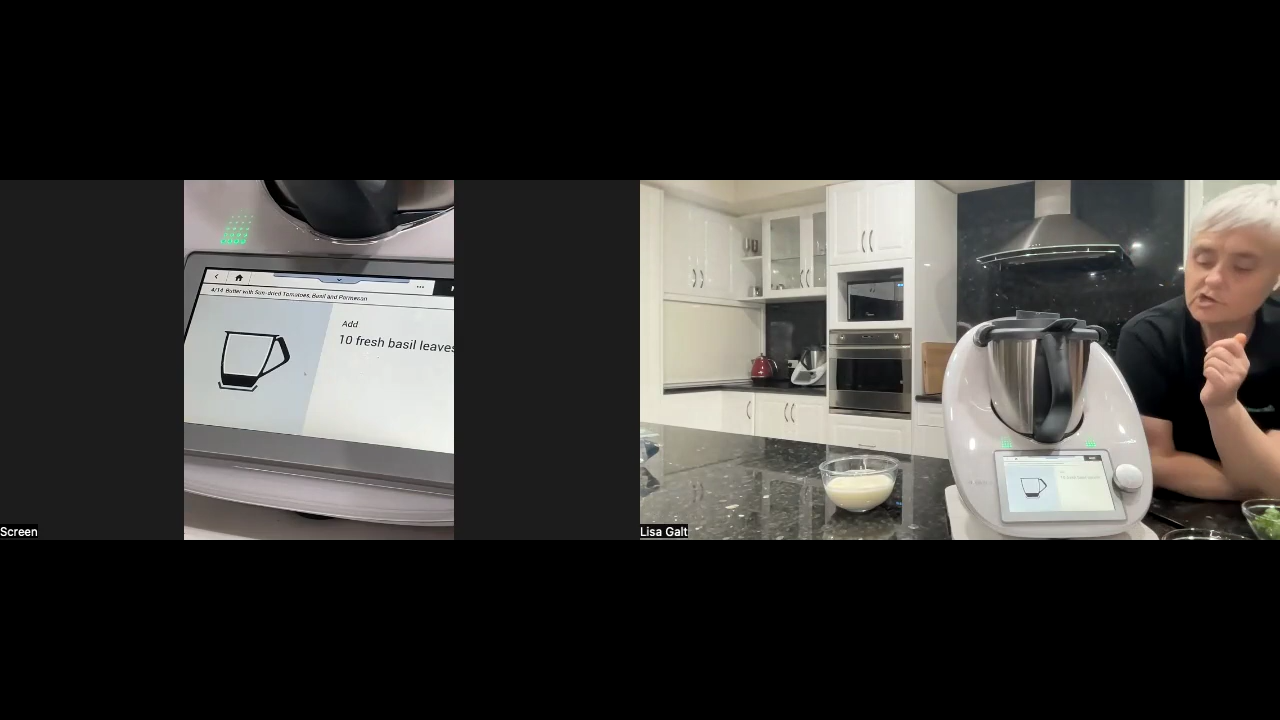 4/14 Butter with Sun-dried Tomatoes, Basil and Parmesan
Add
10 fresh basil leaves
Screen
Lisa Galt